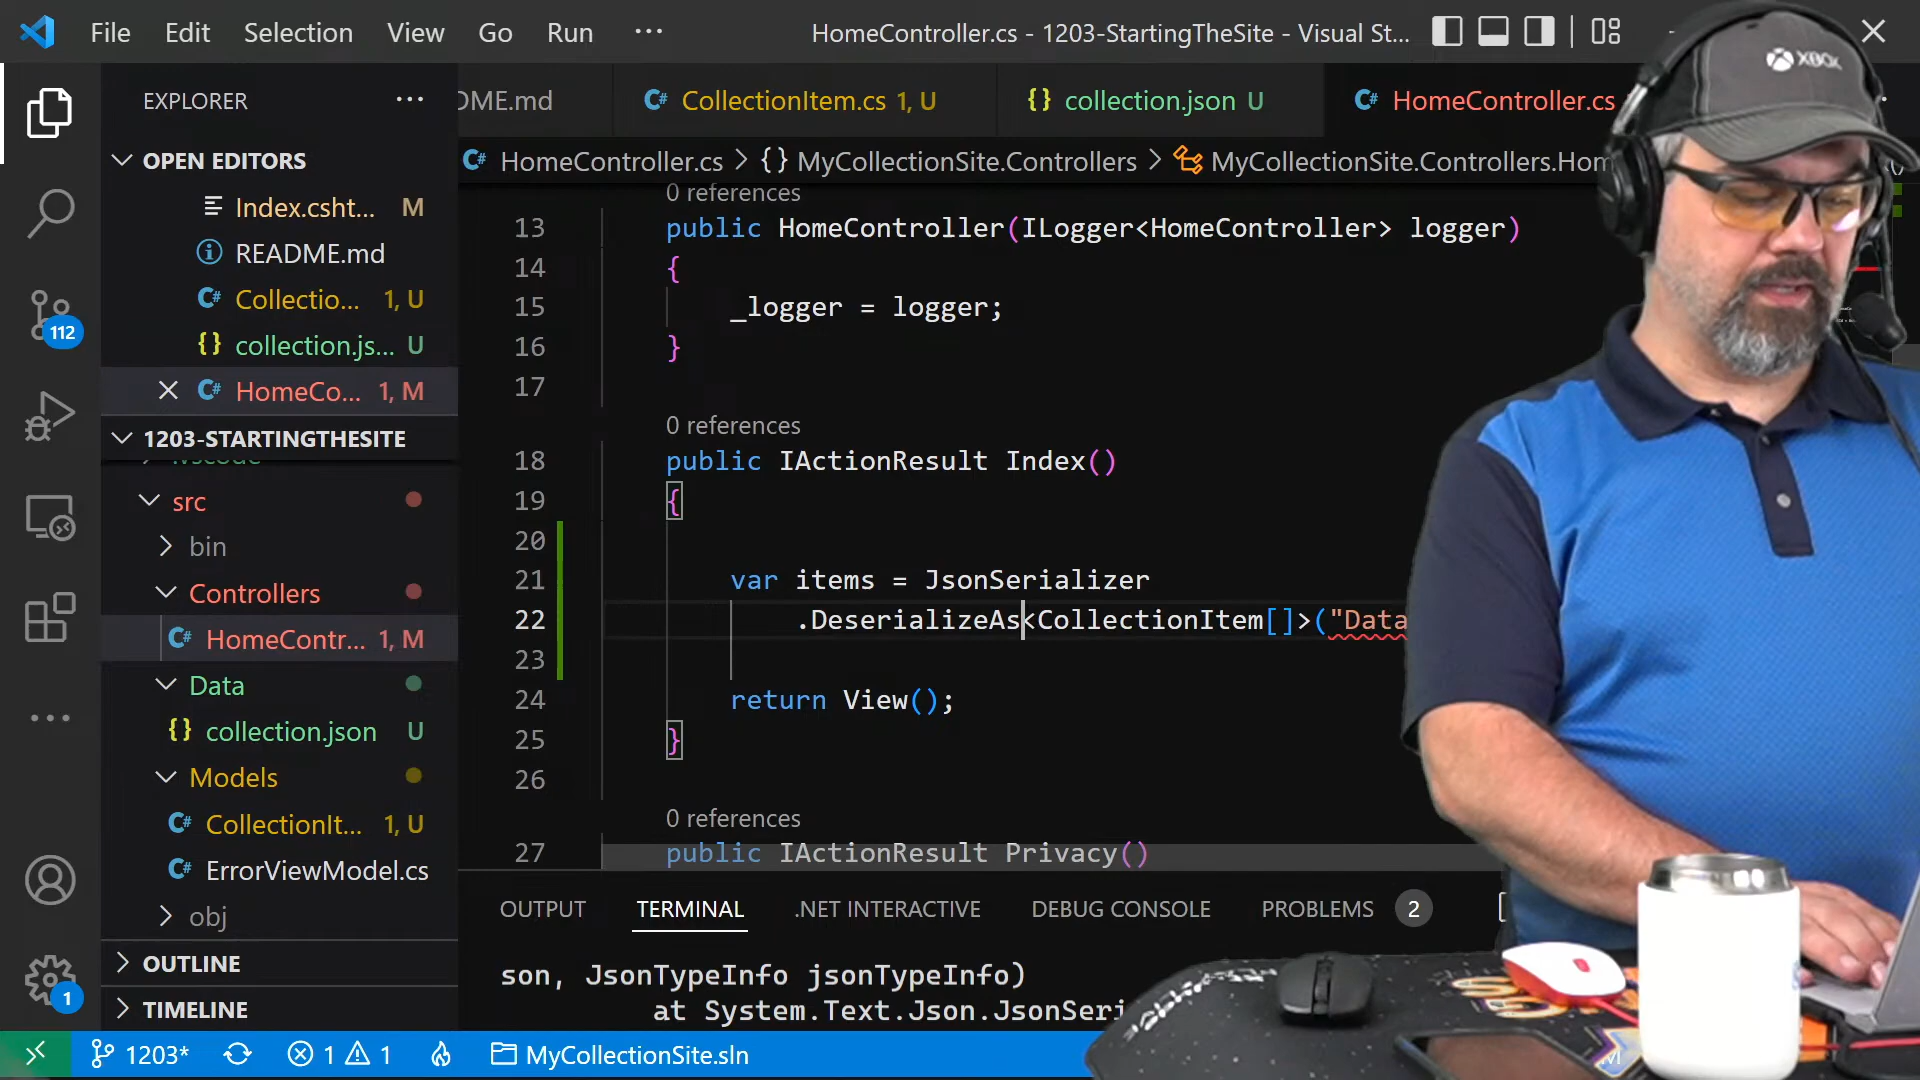 File Edit Selection View Go Run ··· HomeController.cs - 1203-StartingTheSite - Visual St...
XBOX
EXPLORER
OME.md CollectionItem.cs 1, U collection.json U HomeController.cs
OPEN EDITORS
HomeController.cs > {} MyCollectionSite.Controllers > MyCollectionSite.Controllers.Hom
Index.csht... M
README.md
Collectio... 1, U
collection.js... U
HomeCo... 1, M
1203-STARTINGTHESITE
.vscode
src
bin
Controllers
HomeContr... 1, M
Data
collection.json U
Models
CollectionIt... 1, U
ErrorViewModel.cs
obj
OUTLINE
TIMELINE
112
1
0 references
13 public HomeController(ILogger<HomeController> logger)
14 {
15 _logger = logger;
16 }
17
0 references
18 public IActionResult Index()
19 {
20
21 var items = JsonSerializer
22 .DeserializeAs<CollectionItem[]>("Data
23
24 return View();
25 }
26
0 references
27 public IActionResult Privacy()
OUTPUT TERMINAL .NET INTERACTIVE DEBUG CONSOLE PROBLEMS 2
son, JsonTypeInfo jsonTypeInfo)
at System.Text.Json.JsonSeri
1203* 1 1 MyCollectionSite.sln